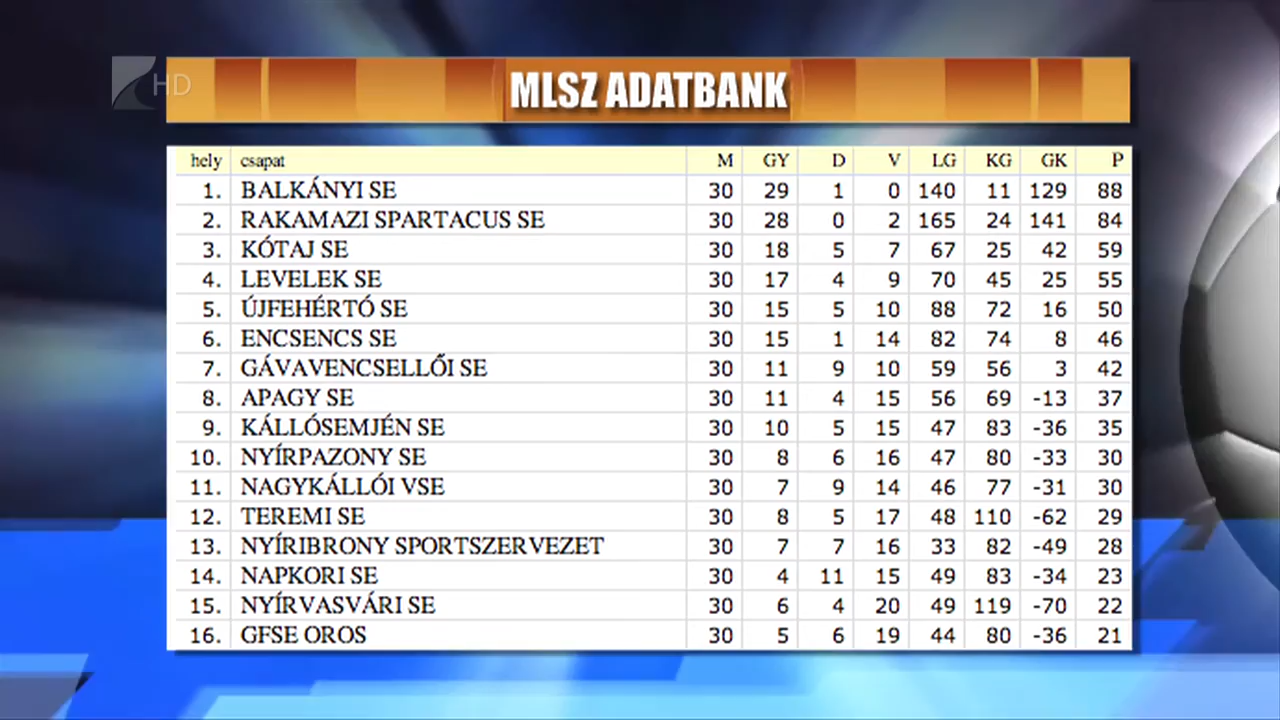 HD
MLSZ ADATBANK
hely csapat M GY D V LG KG GK P
1. BALKÁNYI SE 30 29 1 0 140 11 129 88
2. RAKAMAZI SPARTACUS SE 30 28 0 2 165 24 141 84
3. KÓTAJ SE 30 18 5 7 67 25 42 59
4. LEVELEK SE 30 17 4 9 70 45 25 55
5. ÚJFEHÉRTÓ SE 30 15 5 10 88 72 16 50
6. ENCSENCS SE 30 15 1 14 82 74 8 46
7. GÁVAVENCSELLŐI SE 30 11 9 10 59 56 3 42
8. APAGY SE 30 11 4 15 56 69 -13 37
9. KÁLLÓSEMJÉN SE 30 10 5 15 47 83 -36 35
10. NYÍRPAZONY SE 30 8 6 16 47 80 -33 30
11. NAGYKÁLLÓI VSE 30 7 9 14 46 77 -31 30
12. TEREMI SE 30 8 5 17 48 110 -62 29
13. NYÍRIBRONY SPORTSZERVEZET 30 7 7 16 33 82 -49 28
14. NAPKORI SE 30 4 11 15 49 83 -34 23
15. NYÍRVASVÁRI SE 30 6 4 20 49 119 -70 22
16. GFSE OROS 30 5 6 19 44 80 -36 21